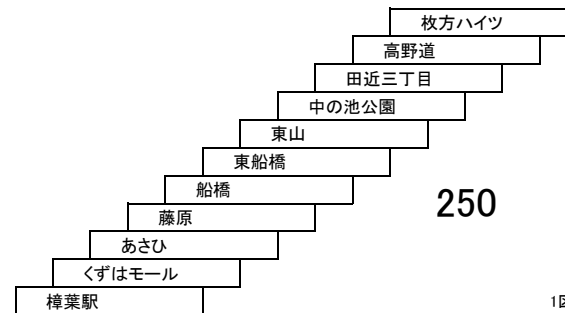 枚方ハイツ
高野道
田近三丁目
中の池公園
東山
東船橋
船橋
250
藤原
あさひ
くずはモール
樟葉駅
1区